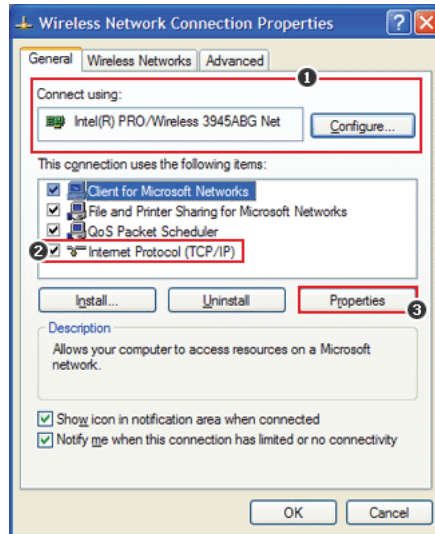 Wireless Network Connection Properties
General Wireless Networks Advanced
❶
Connect using:
Intel(R) PRO/Wireless 3945ABG Net Configure...
This connection uses the following items:
Client for Microsoft Networks
File and Printer Sharing for Microsoft Networks
QoS Packet Scheduler
❷ Internet Protocol (TCP/IP)
Install... Uninstall Properties
❸
Description
Allows your computer to access resources on a Microsoft
network.
Show icon in notification area when connected
Notify me when this connection has limited or no connectivity
OK Cancel